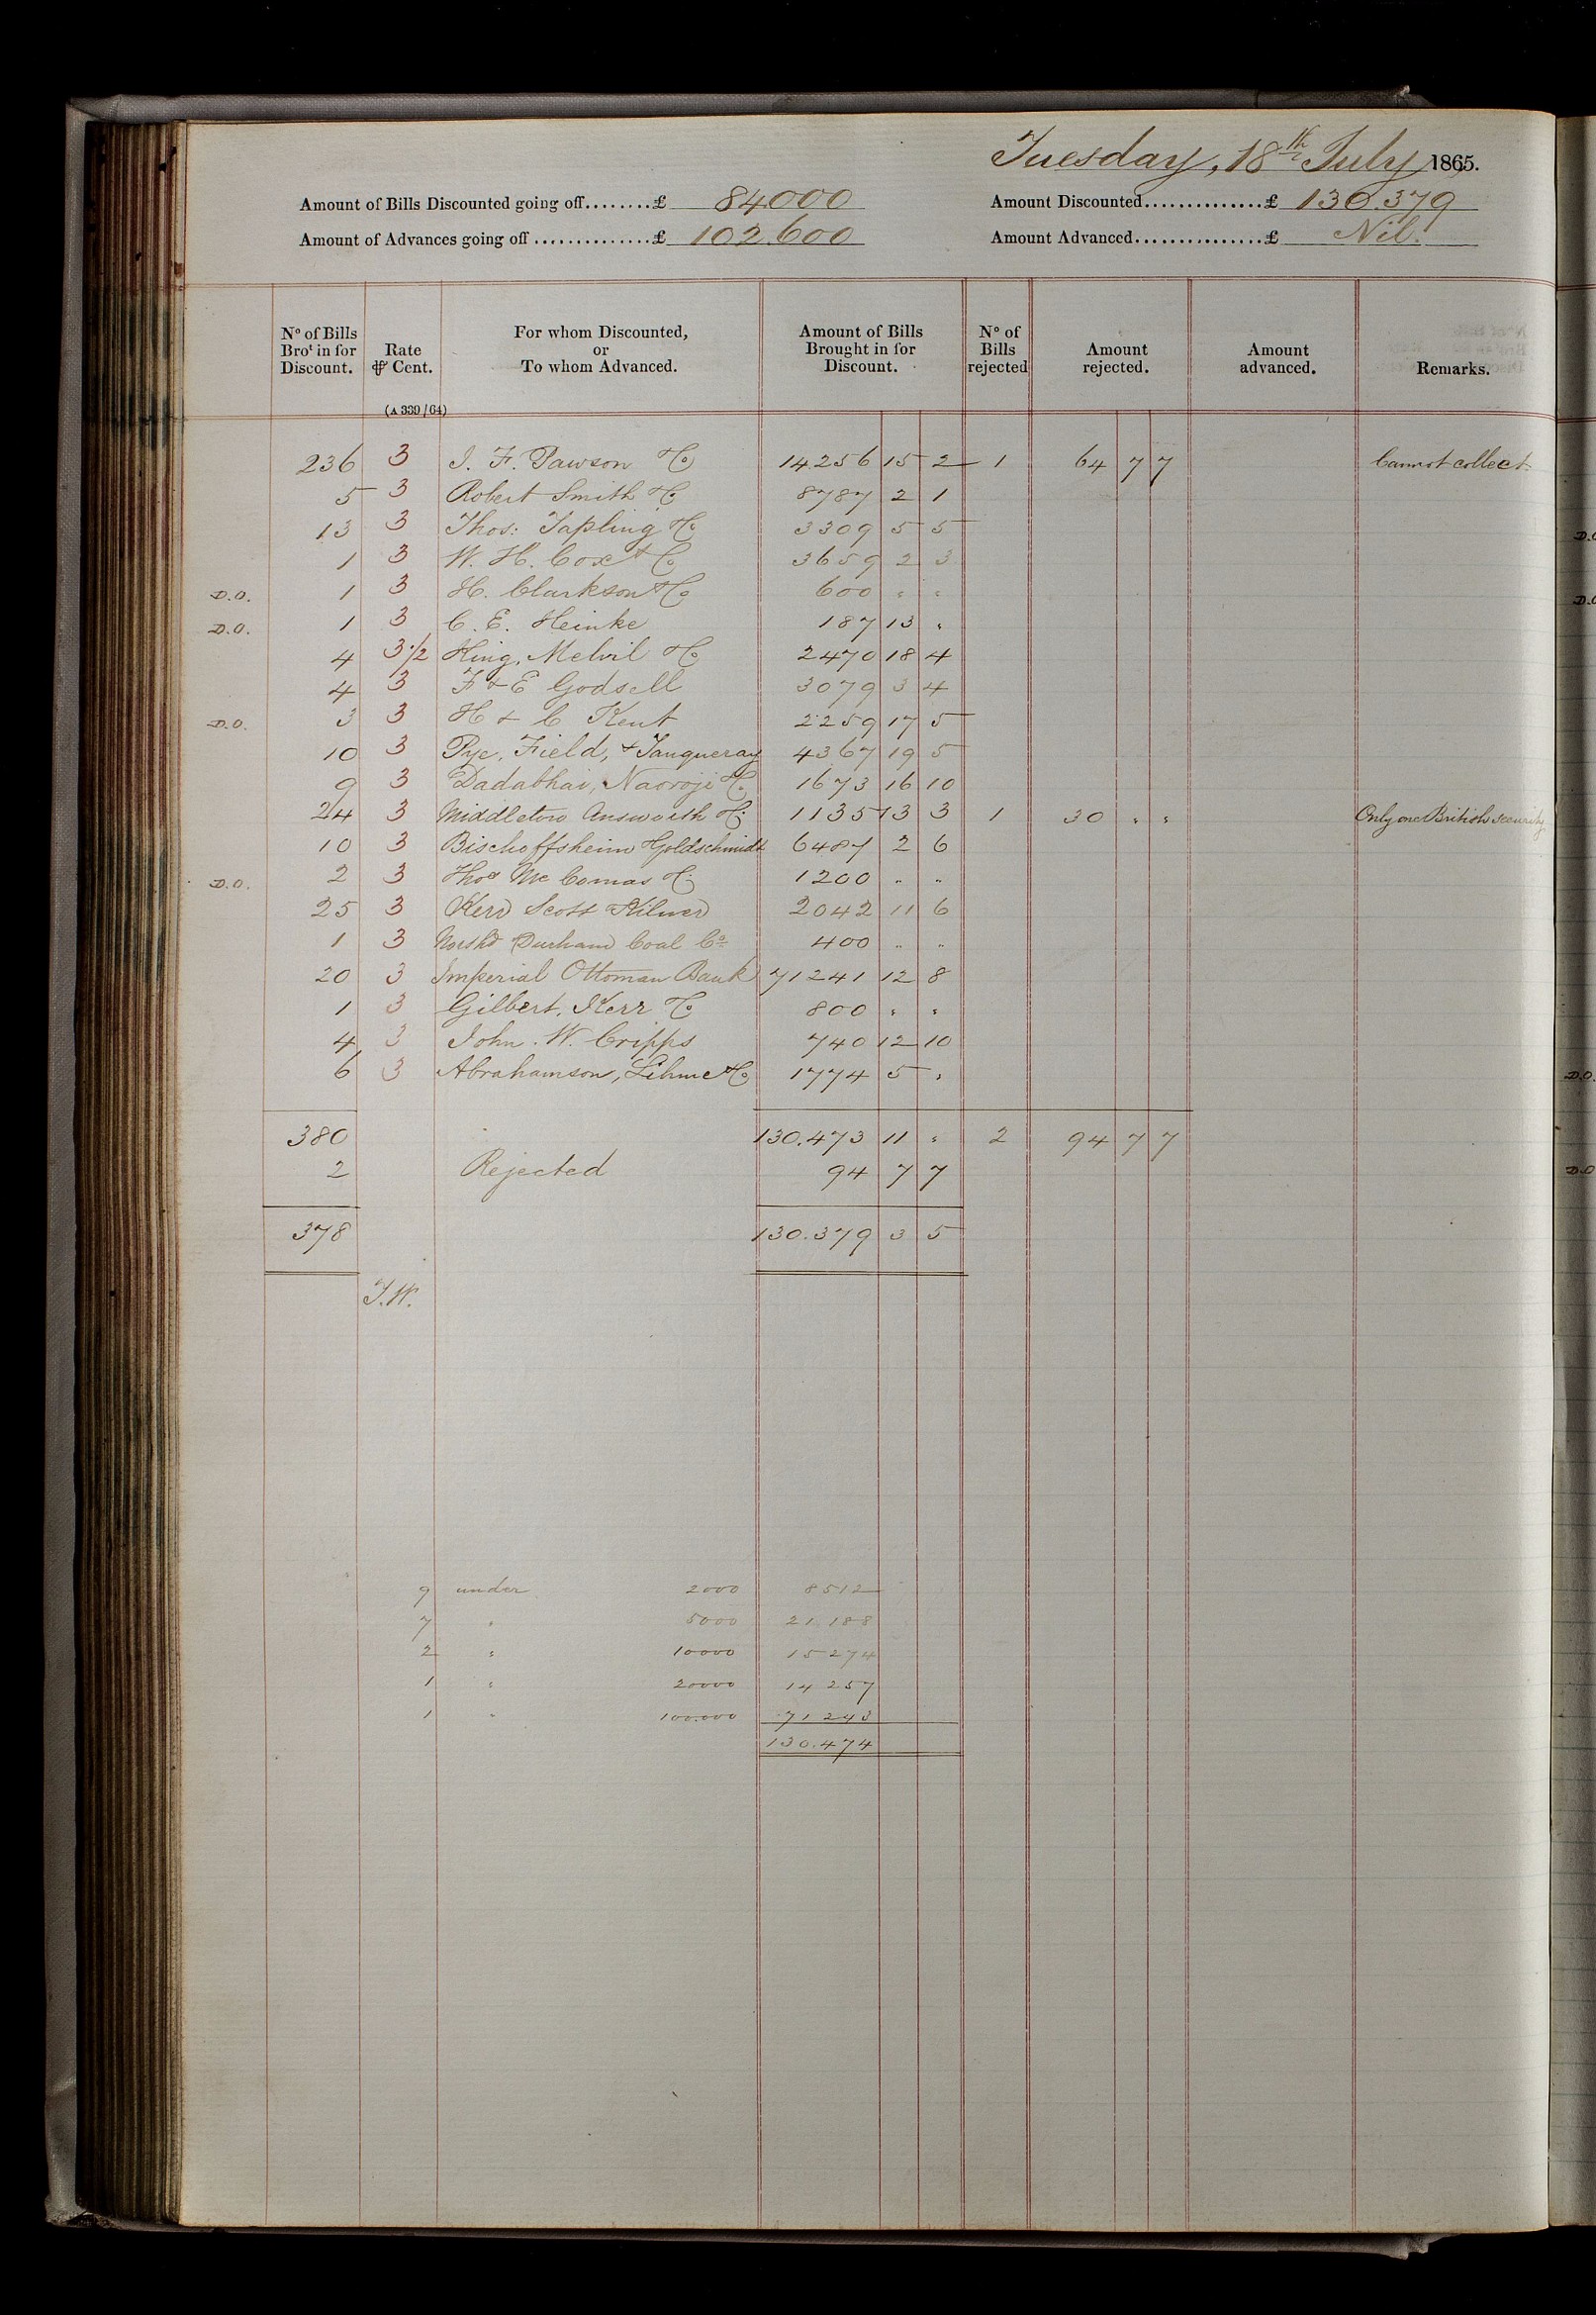 Tuesday, 18th July 1865.
Amount of Bills Discounted going off........£ 84000 Amount Discounted..............£ 130.379
Amount of Advances going off..............£ 102.600 Amount Advanced...............£ Nil.
No of Bills Brot in for Discount. Rate ⅌ Cent. For whom Discounted, or To whom Advanced. Amount of Bills Brought in for Discount. No of Bills rejected Amount rejected. Amount advanced. Remarks.
(A 339/64)
236 3 J. F. Pawson & Co 14256 15 2 1 64 7 7 Cannot collect
5 3 Robert Smith & Co 8787 2 1
13 3 Thos: Tapling & Co 3309 5 5
1 3 W. H. Cox & Co 3659 2 3
D.O. 1 3 H. Clarkson & Co 600 " "
D.O. 1 3 C. E. Heinke 187 13 "
4 3½ King, Melvil & Co 2470 18 4
4 3 F & E Godsell 3079 3 4
D.O. 3 3 H & C Kent 2259 17 5
10 3 Pye, Field, & Tanqueray 4367 19 5
9 3 Dadabhai, Naoroji & Co 1673 16 10
24 3 Middleton Answorth & Co 1135 13 3 1 30 " " Only one British security
10 3 Bischoffsheim Goldschmidt 6487 2 6
D.O. 2 3 Thos Mc Comas & Co 1200 " "
25 3 Kerr Scott & Kilner 2042 11 6
1 3 North & Durham Coal Co 400 " "
20 3 Imperial Ottoman Bank 71241 12 8
1 3 Gilbert, Kerr & Co 800 " "
4 3 John. W. Cripps 740 12 10
6 3 Abrahamson, Lihme & Co 1774 5 "
380 130.473 11 " 2 94 7 7
2 Rejected 94 7 7
378 130.379 3 5
J.W.
9 under 2000 8512
7 " 5000 21.188
2 " 10000 15274
1 " 20000 14257
1 " 100.000 71243
130.474
D.O.
D.O.
D.O.
D.O